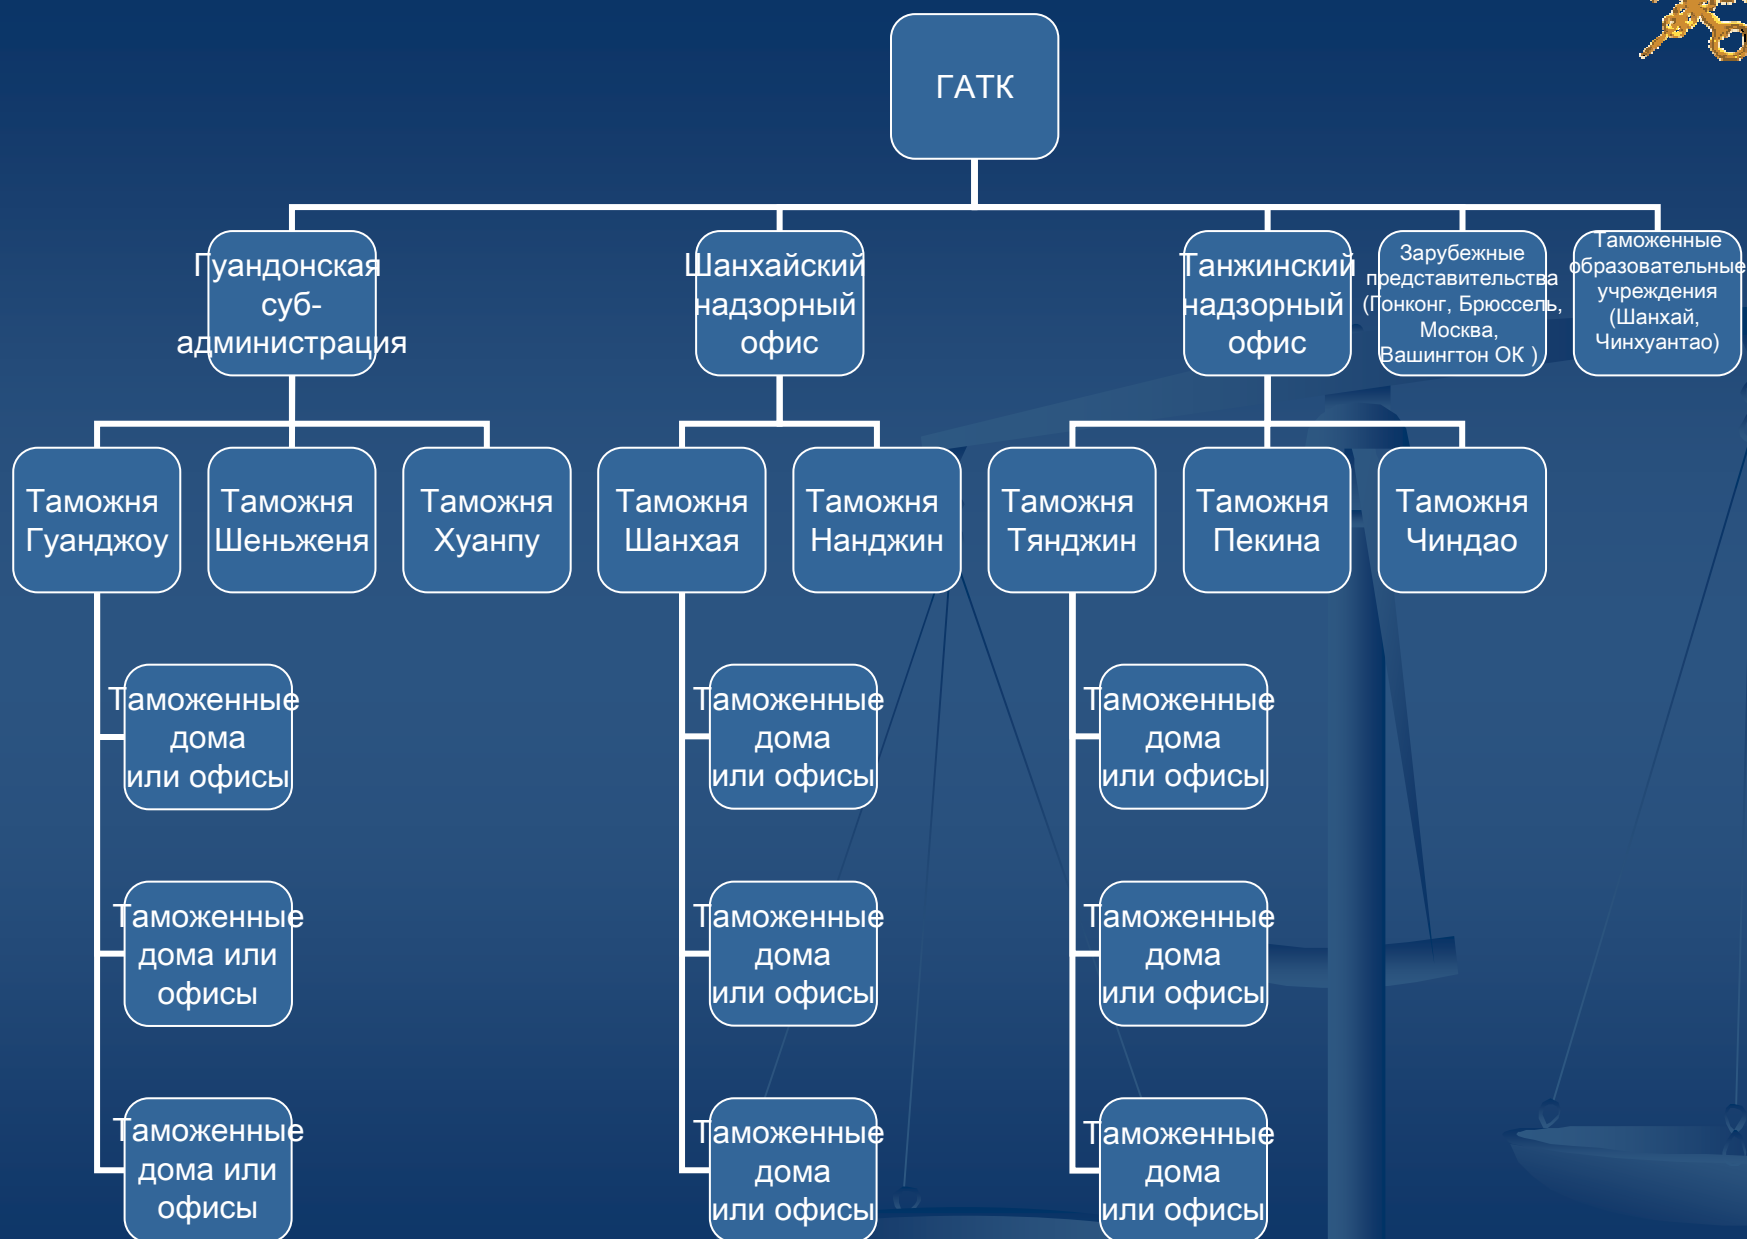 ГАТК
Гуандонская
суб-
администрация
Шанхайский
надзорный
офис
Танжинский
надзорный
офис
Зарубежные
представительства
(Гонконг, Брюссель,
Москва,
Вашингтон ОК )
Таможенные
образовательные
учреждения
(Шанхай,
Чинхуантао)
Таможня
Гуанджоу
Таможня
Шеньженя
Таможня
Хуанпу
Таможня
Шанхая
Таможня
Нанджин
Таможня
Тянджин
Таможня
Пекина
Таможня
Чиндао
Таможенные
дома
или офисы
Таможенные
дома
или офисы
Таможенные
дома
или офисы
Таможенные
дома или
офисы
Таможенные
дома
или офисы
Таможенные
дома
или офисы
Таможенные
дома или
офисы
Таможенные
дома
или офисы
Таможенные
дома
или офисы